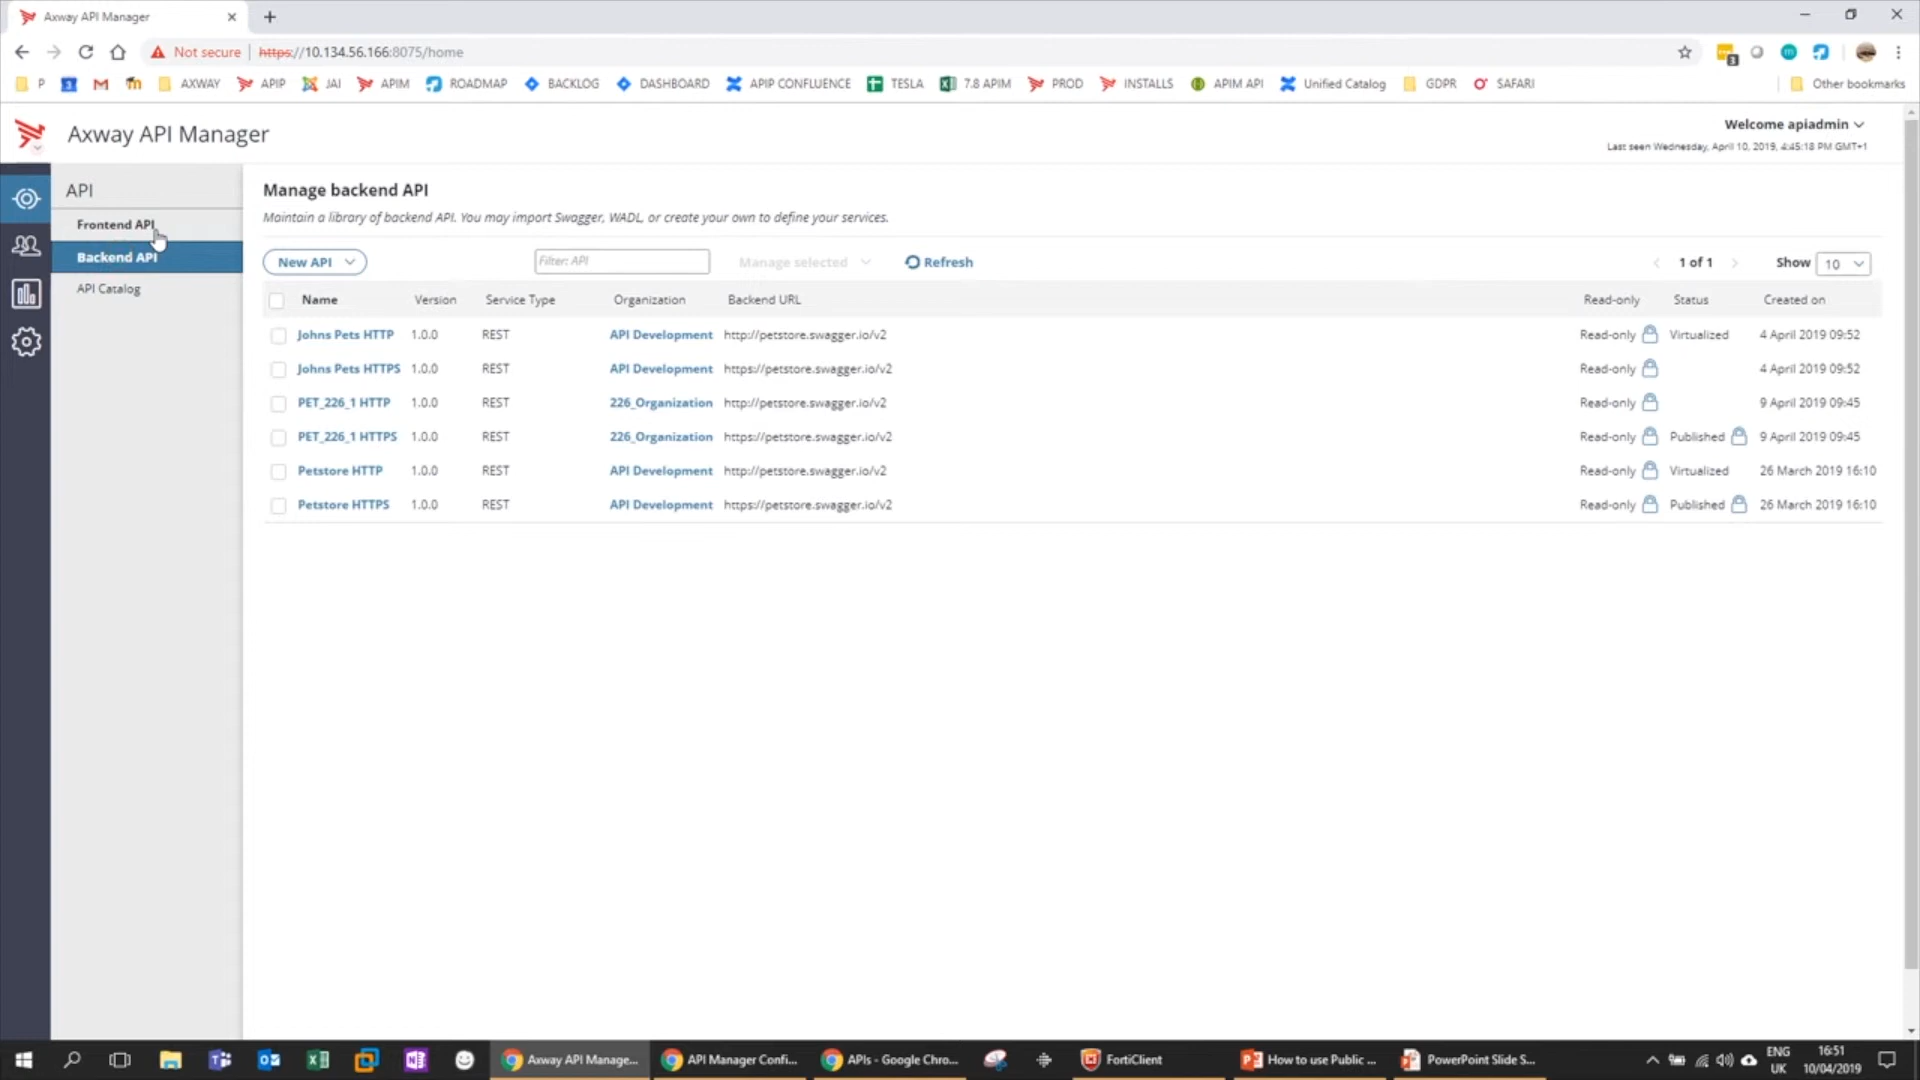 Axway API Manager
Not secure | https://10.134.56.166:8075/home
P AXWAY APIP JAI APIM ROADMAP BACKLOG DASHBOARD APIP CONFLUENCE TESLA 7.8 APIM PROD INSTALLS APIM API Unified Catalog GDPR SAFARI Other bookmarks
Axway API Manager
Welcome apiadmin
Last seen Wednesday, April 10, 2019, 4:45:18 PM GMT+1
API
Frontend API
Backend API
API Catalog
Manage backend API
Maintain a library of backend API. You may import Swagger, WADL, or create your own to define your services.
New API Filter: API Manage selected Refresh 1 of 1 Show 10
Name Version Service Type Organization Backend URL Read-only Status Created on
Johns Pets HTTP 1.0.0 REST API Development http://petstore.swagger.io/v2 Read-only Virtualized 4 April 2019 09:52
Johns Pets HTTPS 1.0.0 REST API Development https://petstore.swagger.io/v2 Read-only 4 April 2019 09:52
PET_226_1 HTTP 1.0.0 REST 226_Organization http://petstore.swagger.io/v2 Read-only 9 April 2019 09:45
PET_226_1 HTTPS 1.0.0 REST 226_Organization https://petstore.swagger.io/v2 Read-only Published 9 April 2019 09:45
Petstore HTTP 1.0.0 REST API Development http://petstore.swagger.io/v2 Read-only Virtualized 26 March 2019 16:10
Petstore HTTPS 1.0.0 REST API Development https://petstore.swagger.io/v2 Read-only Published 26 March 2019 16:10
Axway API Manage... API Manager Confi... APIs - Google Chro... FortiClient How to use Public ... PowerPoint Slide S...
ENG 16:51
UK 10/04/2019